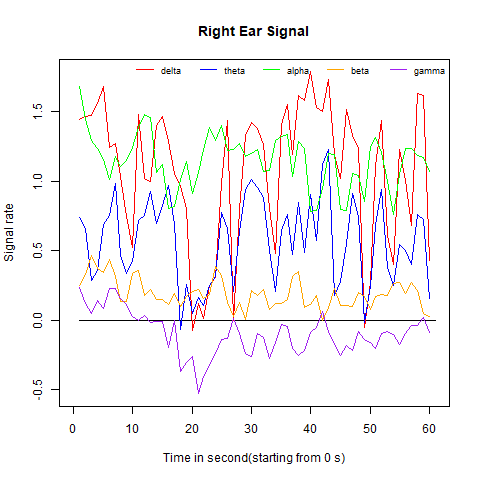 Right Ear Signal
delta theta alpha beta gamma
Signal rate
1.5
1.0
0.5
0.0
-0.5
0 10 20 30 40 50 60
Time in second(starting from 0 s)